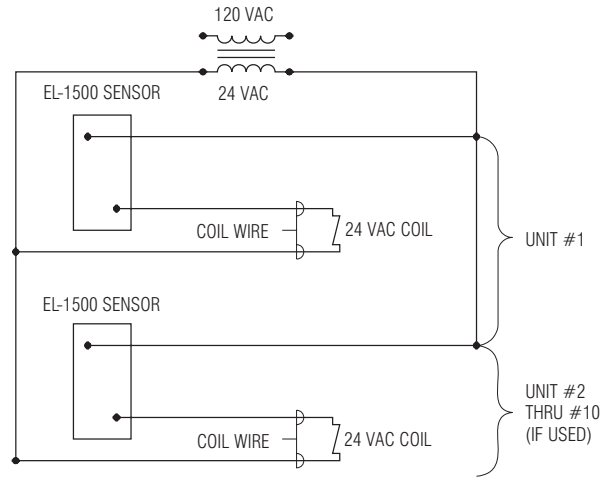 120 VAC
24 VAC
EL-1500 SENSOR
COIL WIRE
24 VAC COIL
UNIT #1
EL-1500 SENSOR
COIL WIRE
24 VAC COIL
UNIT #2
THRU #10
(IF USED)